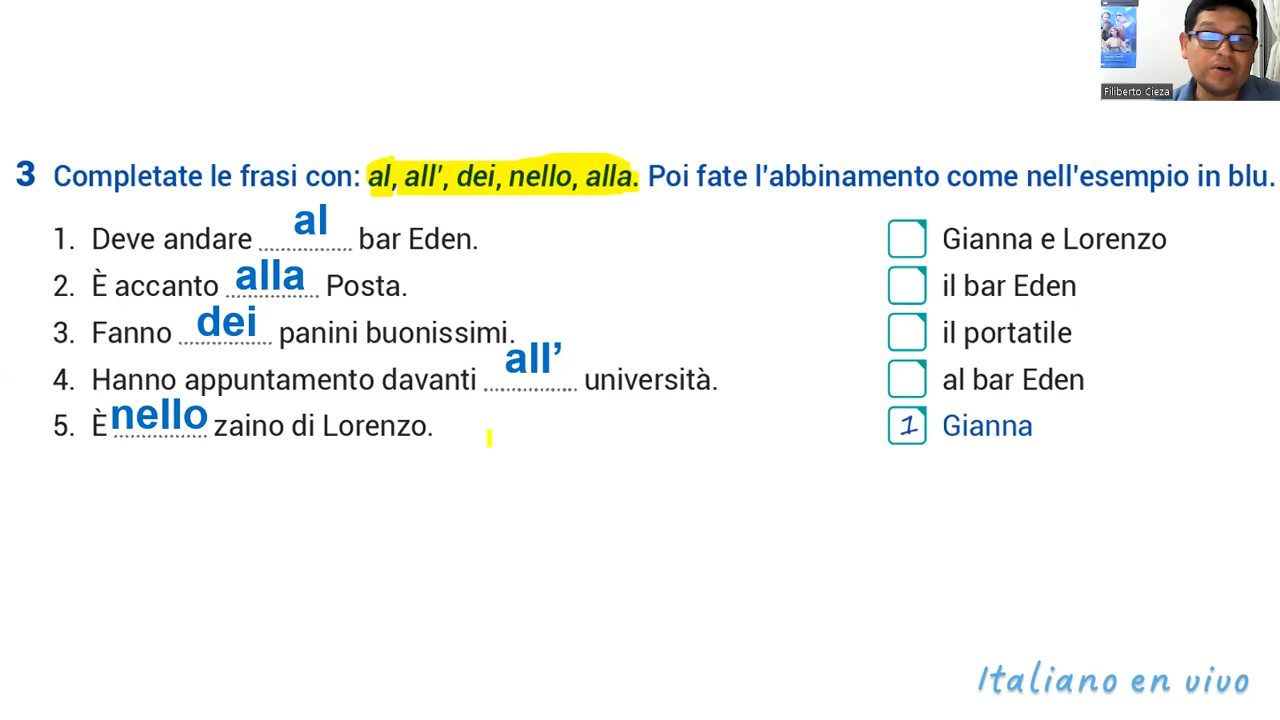 Filiberto Cieza
3 Completate le frasi con: al, all', dei, nello, alla. Poi fate l'abbinamento come nell'esempio in blu.
1. Deve andare al bar Eden.
2. È accanto alla Posta.
3. Fanno dei panini buonissimi.
4. Hanno appuntamento davanti all' università.
5. È nello zaino di Lorenzo.
Gianna e Lorenzo
il bar Eden
il portatile
al bar Eden
1 Gianna
Italiano en vivo